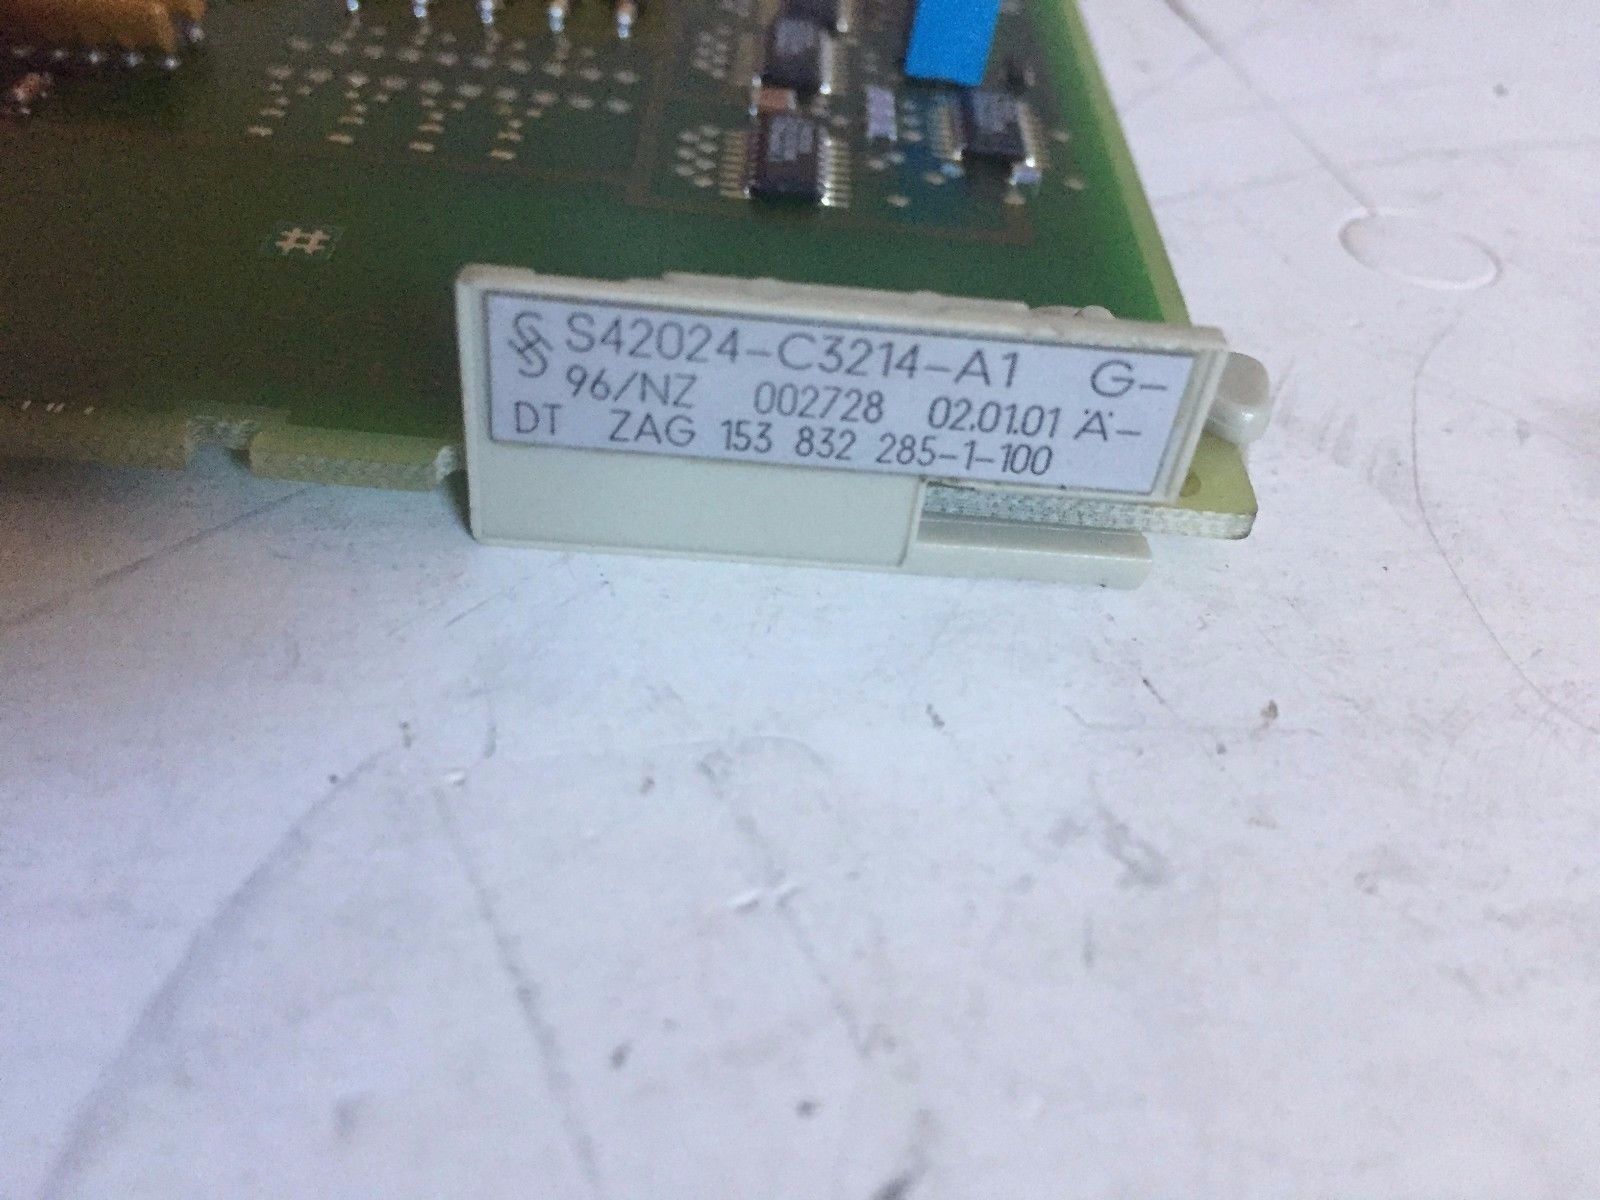 S42024-C3214-A1 G-
96/NZ 002728 02.01.01 Ä-
DT ZAG 153 832 285-1-100